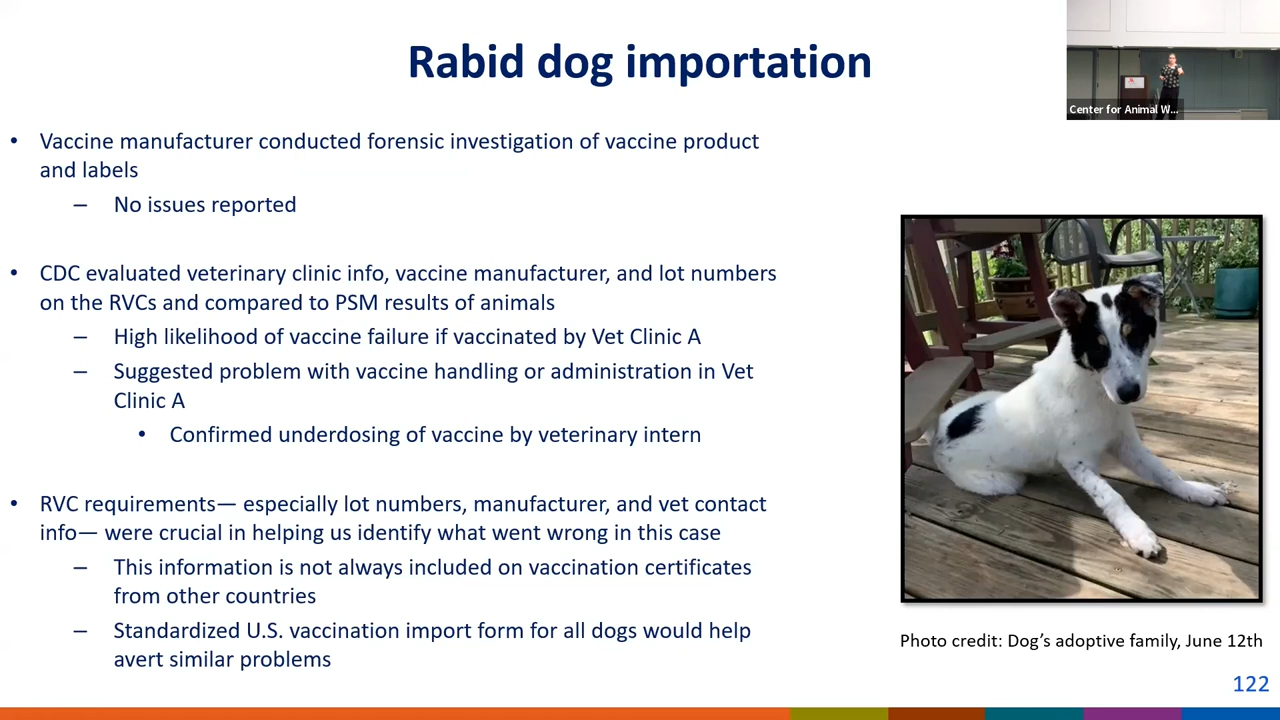 Rabid dog importation
Center for Animal W...
• Vaccine manufacturer conducted forensic investigation of vaccine product
and labels
– No issues reported
• CDC evaluated veterinary clinic info, vaccine manufacturer, and lot numbers
on the RVCs and compared to PSM results of animals
– High likelihood of vaccine failure if vaccinated by Vet Clinic A
– Suggested problem with vaccine handling or administration in Vet
Clinic A
• Confirmed underdosing of vaccine by veterinary intern
• RVC requirements— especially lot numbers, manufacturer, and vet contact
info— were crucial in helping us identify what went wrong in this case
– This information is not always included on vaccination certificates
from other countries
– Standardized U.S. vaccination import form for all dogs would help
avert similar problems
Photo credit: Dog’s adoptive family, June 12th
122